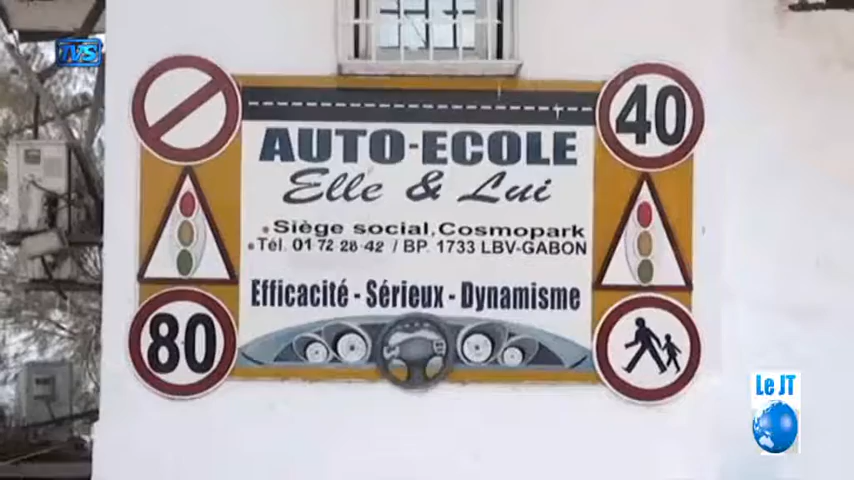 TVS
40
AUTO-ECOLE
Elle & Lui
•Siège social,Cosmopark
•Tél. 01 72 28 42 / BP. 1733 LBV-GABON
Efficacité - Sérieux - Dynamisme
80
Le JT